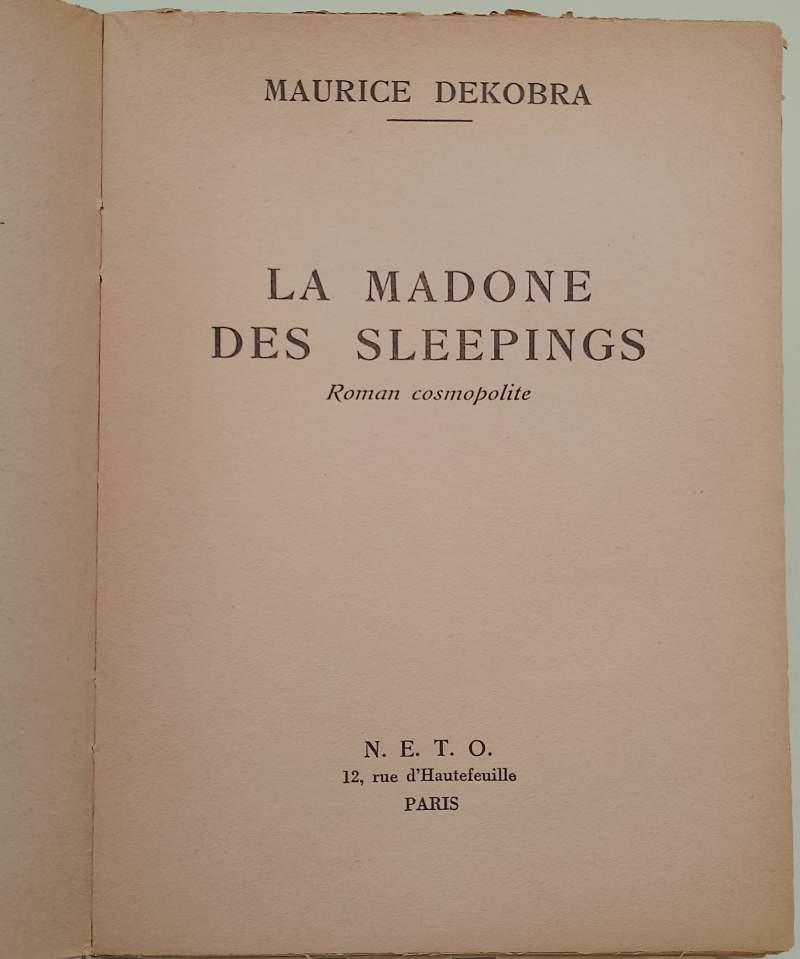 MAURICE DEKOBRA
LA MADONE
DES SLEEPINGS
Roman cosmopolite
N. E. T. O.
12, rue d'Hautefeuille
PARIS